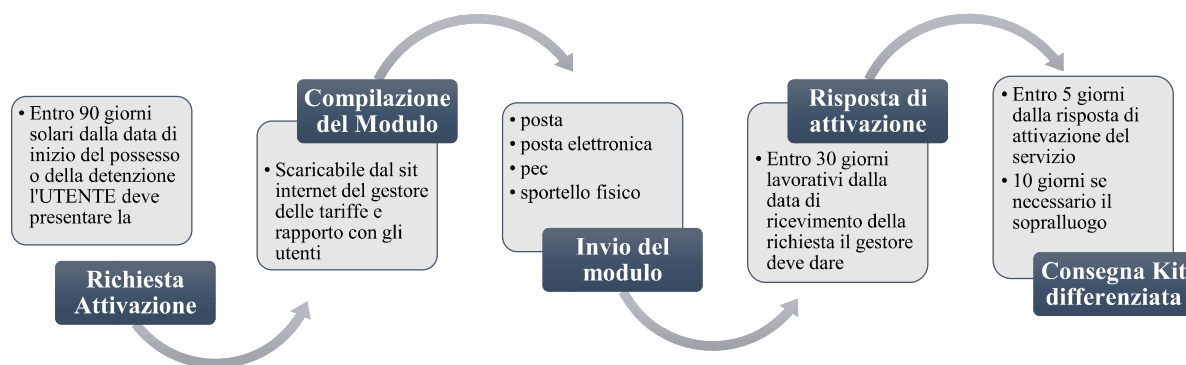 • Entro 90 giorni
solari dalla data di
inizio del possesso
o della detenzione
l'UTENTE deve
presentare la
Richiesta
Attivazione
Compilazione
del Modulo
• Scaricabile dal sit
internet del gestore
delle tariffe e
rapporto con gli
utenti
• posta
• posta elettronica
• pec
• sportello fisico
Invio del
modulo
Risposta di
attivazione
• Entro 30 giorni
lavorativi dalla
data di
ricevimento della
richiesta il gestore
deve dare
• Entro 5 giorni
dalla risposta di
attivazione del
servizio
• 10 giorni se
necessario il
sopralluogo
Consegna Kit
differenziata